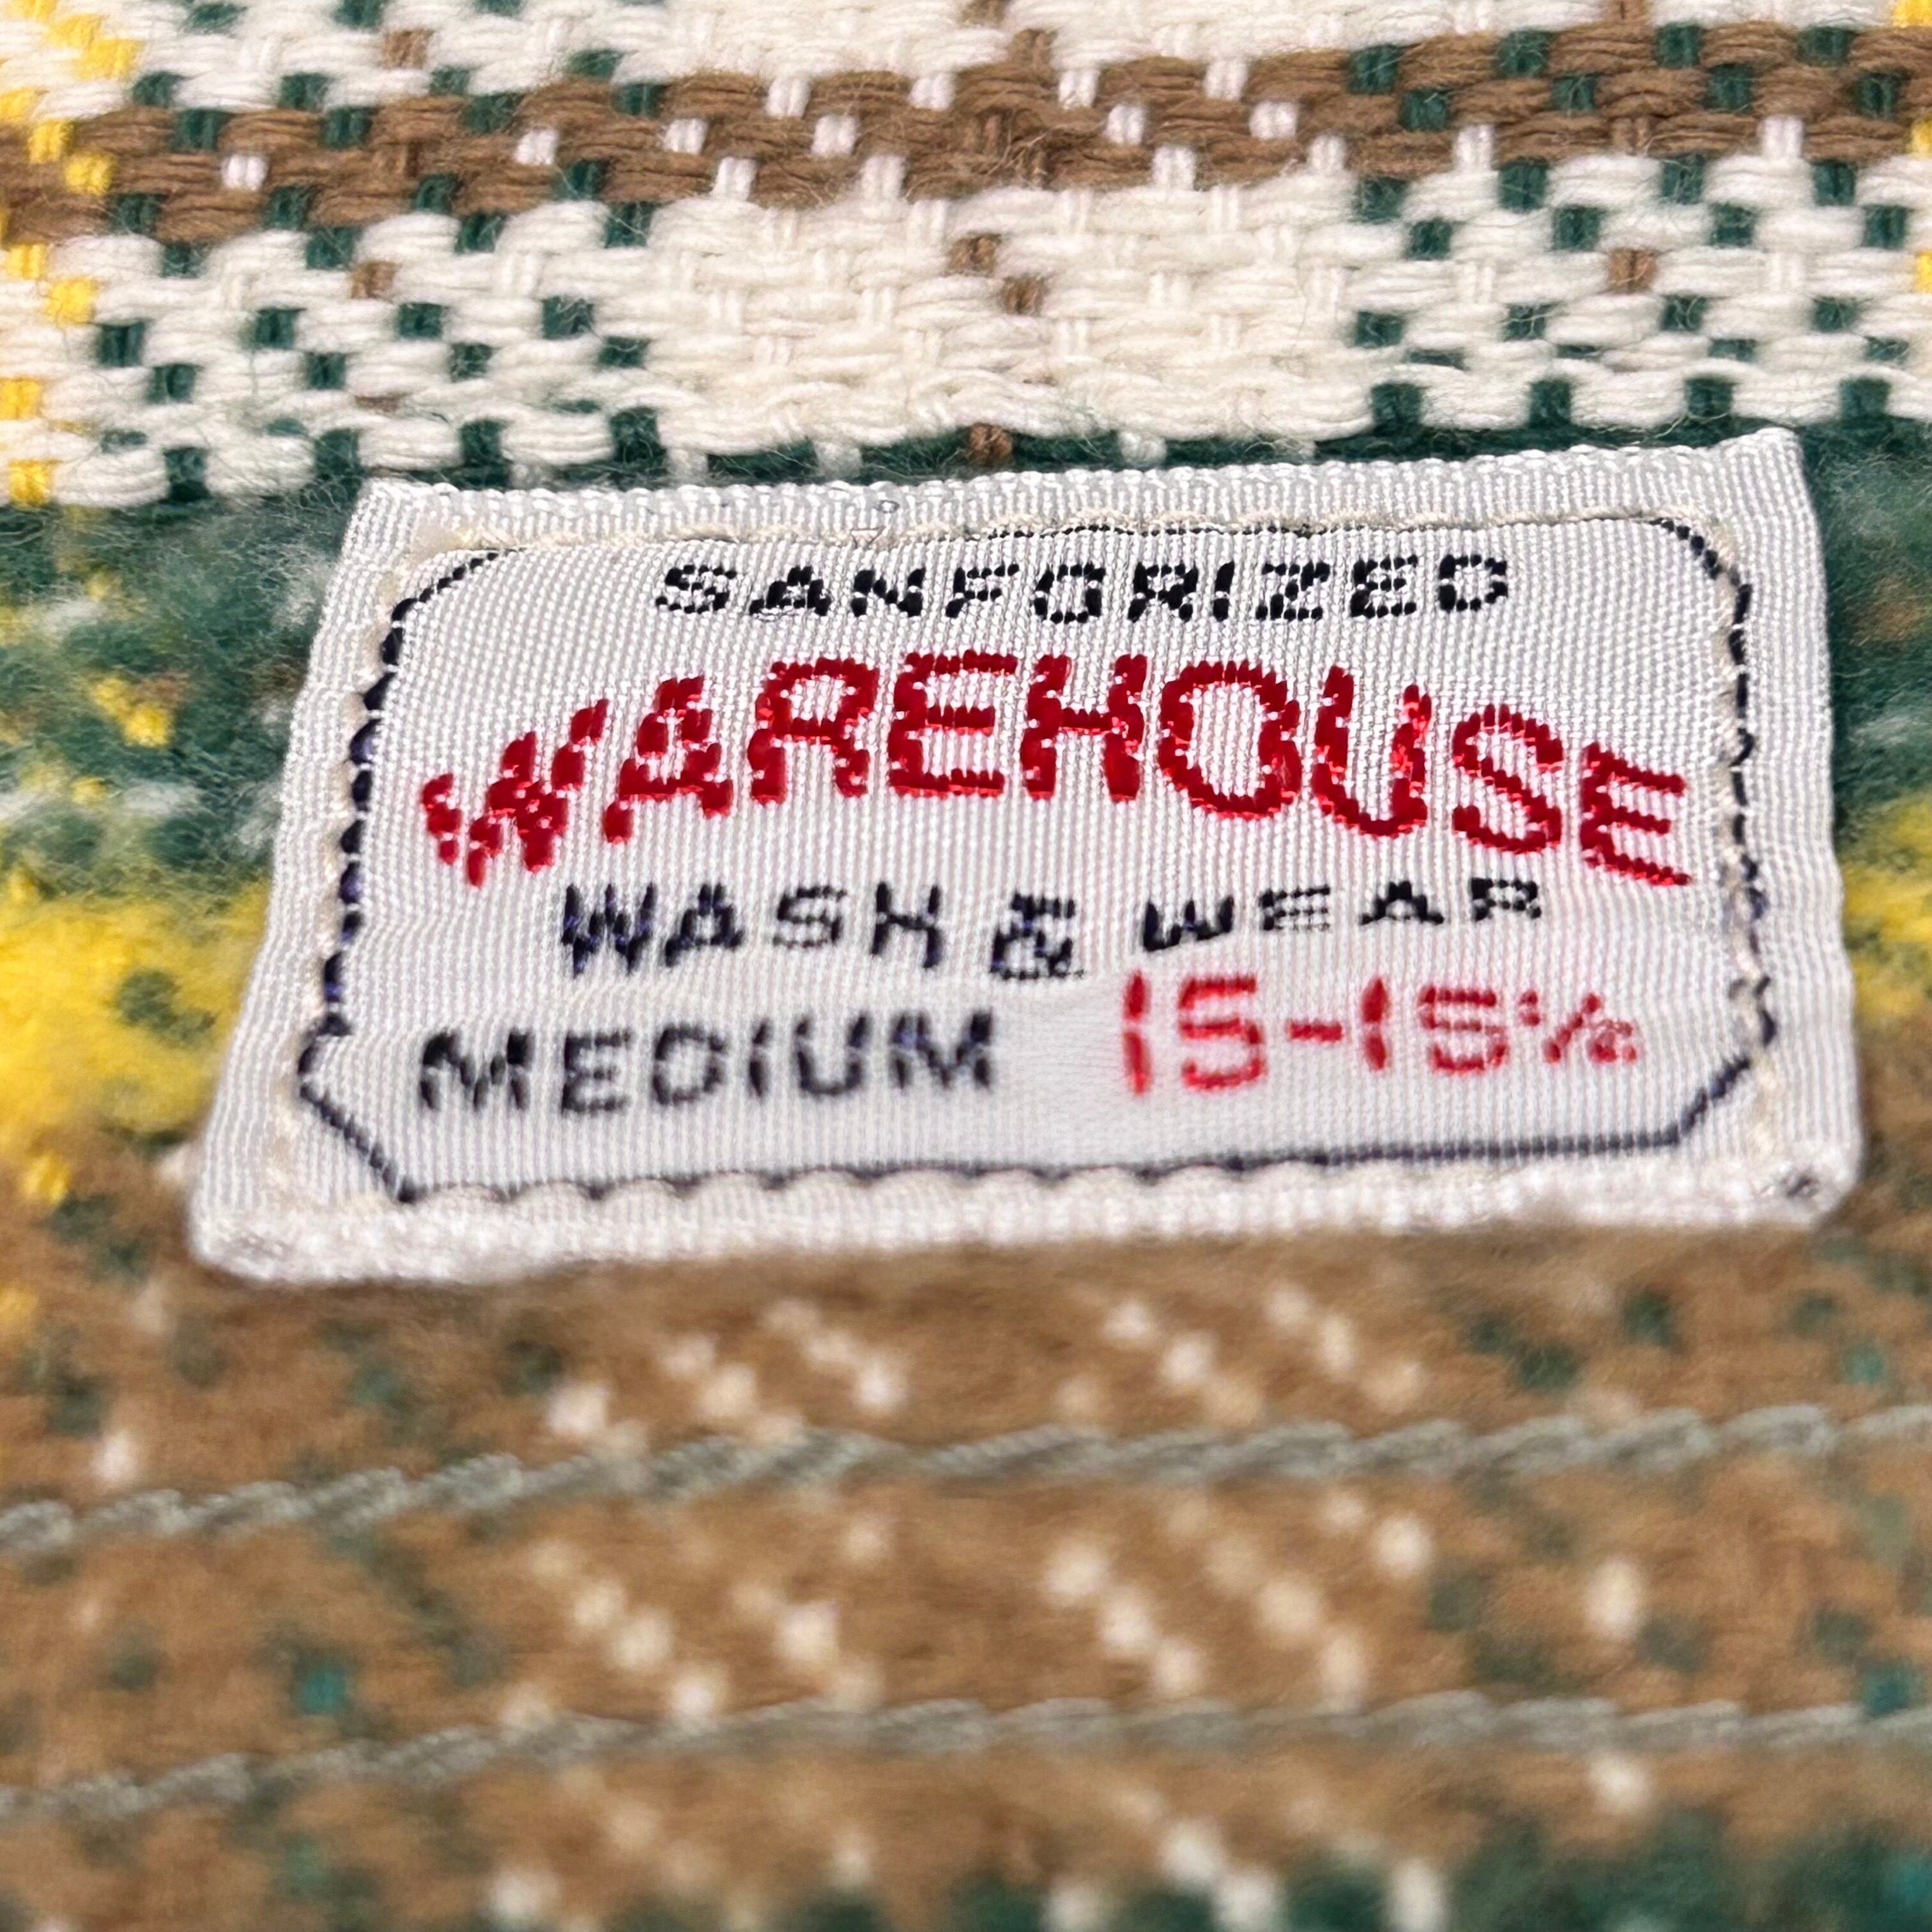 SANFORIZED
WAREHOUSE
WASH & WEAR
MEDIUM 15-15½